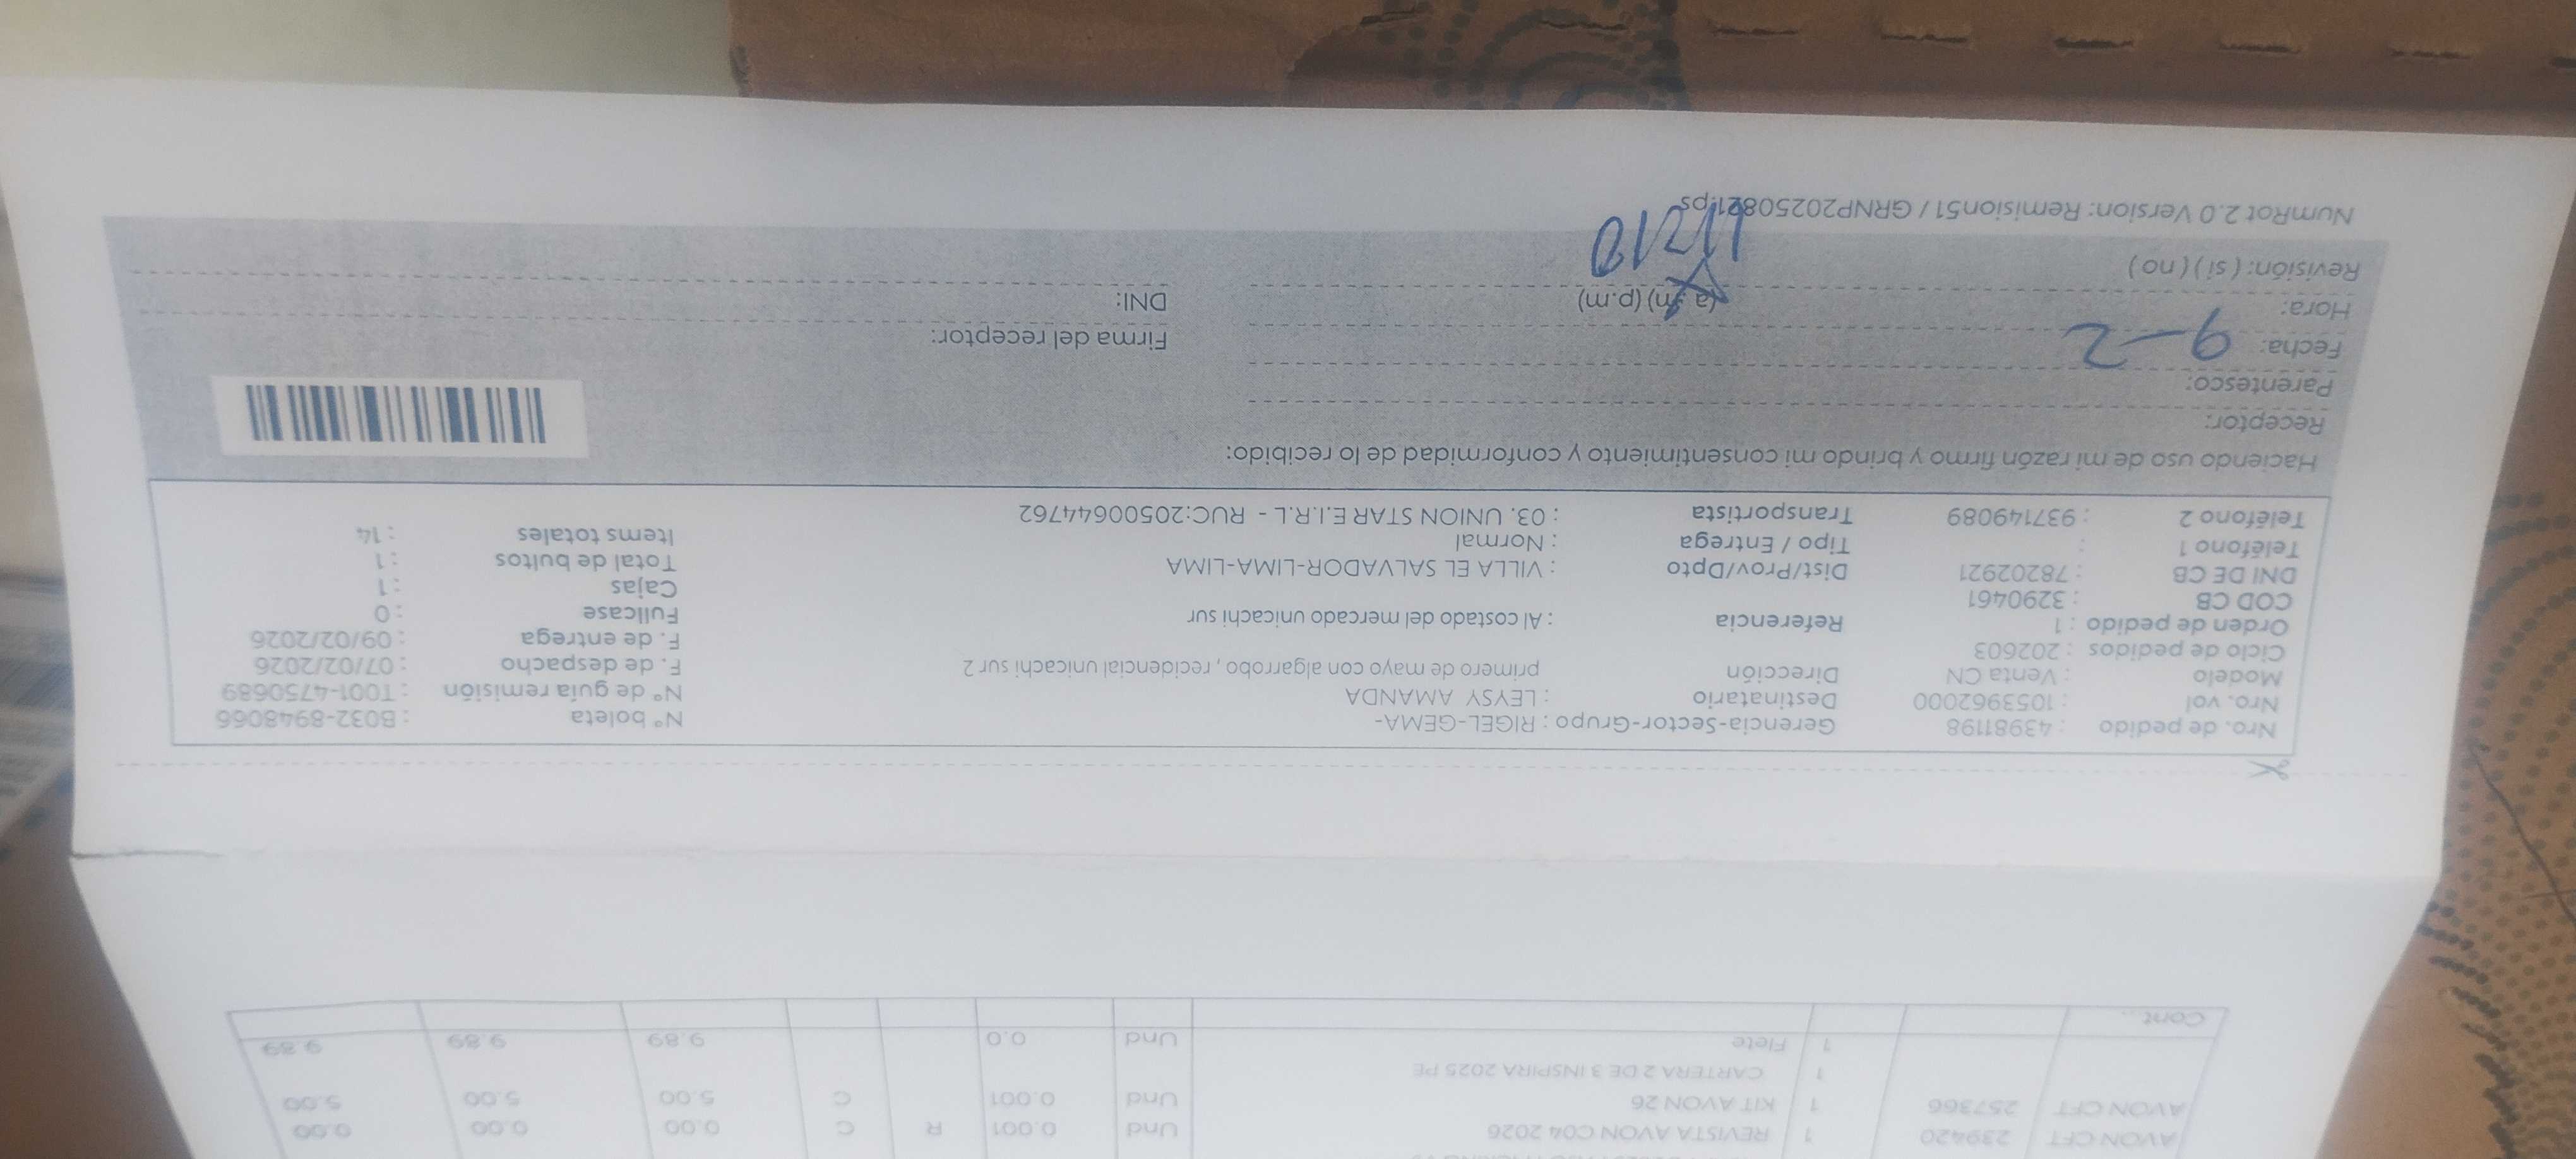 AVON CFT 239420 1 REVISTA AVON C04 2026 Und 0.001 R C 0.00 0.00 0.00
AVON CFT 257366 1 KIT AVON 26 Und 0.001 C 5.00 5.00 5.00
1 CARTERA 2 DE 3 INSPIRA 2025 PE
1 Flete Und 0.0 9.89 9.89 9.89
Cont...
Nro. de pedido : 43981198 Gerencia-Sector-Grupo : RIGEL-GEMA- N° boleta : B032-8948066
Nro. vol : 1053962000 Destinatario : LEYSY AMANDA N° de guía remisión : T001-4750689
Modelo : Venta CN Dirección primero de mayo con algarrobo , recidencial unicachi sur 2 F. de despacho : 07/02/2026
Ciclo de pedidos : 202603 F. de entrega : 09/02/2026
Orden de pedido : 1 Referencia : Al costado del mercado unicachi sur Fullcase : 0
COD CB : 3290461 Cajas : 1
DNI DE CB : 78202921 Dist/Prov/Dpto : VILLA EL SALVADOR-LIMA-LIMA Total de bultos : 1
Teléfono 1 : Tipo / Entrega : Normal Items totales : 14
Teléfono 2 : 937149089 Transportista : 03. UNION STAR E.I.R.L - RUC:20500644762
Haciendo uso de mi razón firmo y brindo mi consentimiento y conformidad de lo recibido:
Receptor:
Parentesco:
Fecha: 9-2 Firma del receptor:
Hora: (a.m) (p.m) DNI:
Revisión: ( si ) ( no )
NumRot 2.0 Version: Remision51 / GRNP20250821.ps